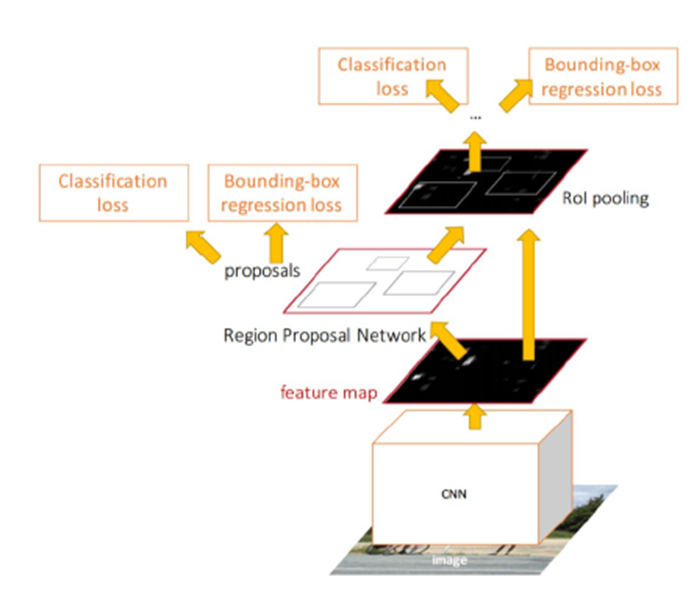 Classification
loss
Bounding-box
regression loss
...
Classification
loss
Bounding-box
regression loss
RoI pooling
proposals
Region Proposal Network
feature map
CNN
image